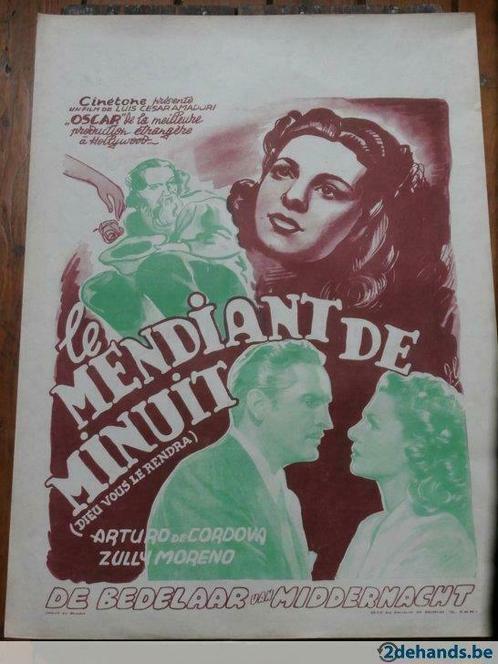 Cinetone présente
UN FILM DE LUIS CESAR AMADORI
„OSCAR" de la meilleure
production étrangère
à Hollywood
le
MENDIANT DE
MINUIT
(DIEU VOUS LE RENDRA)
ARTURO DE CORDOVA
ZULLY MORENO
DE BEDELAAR VAN MIDDERNACHT
2dehands.be